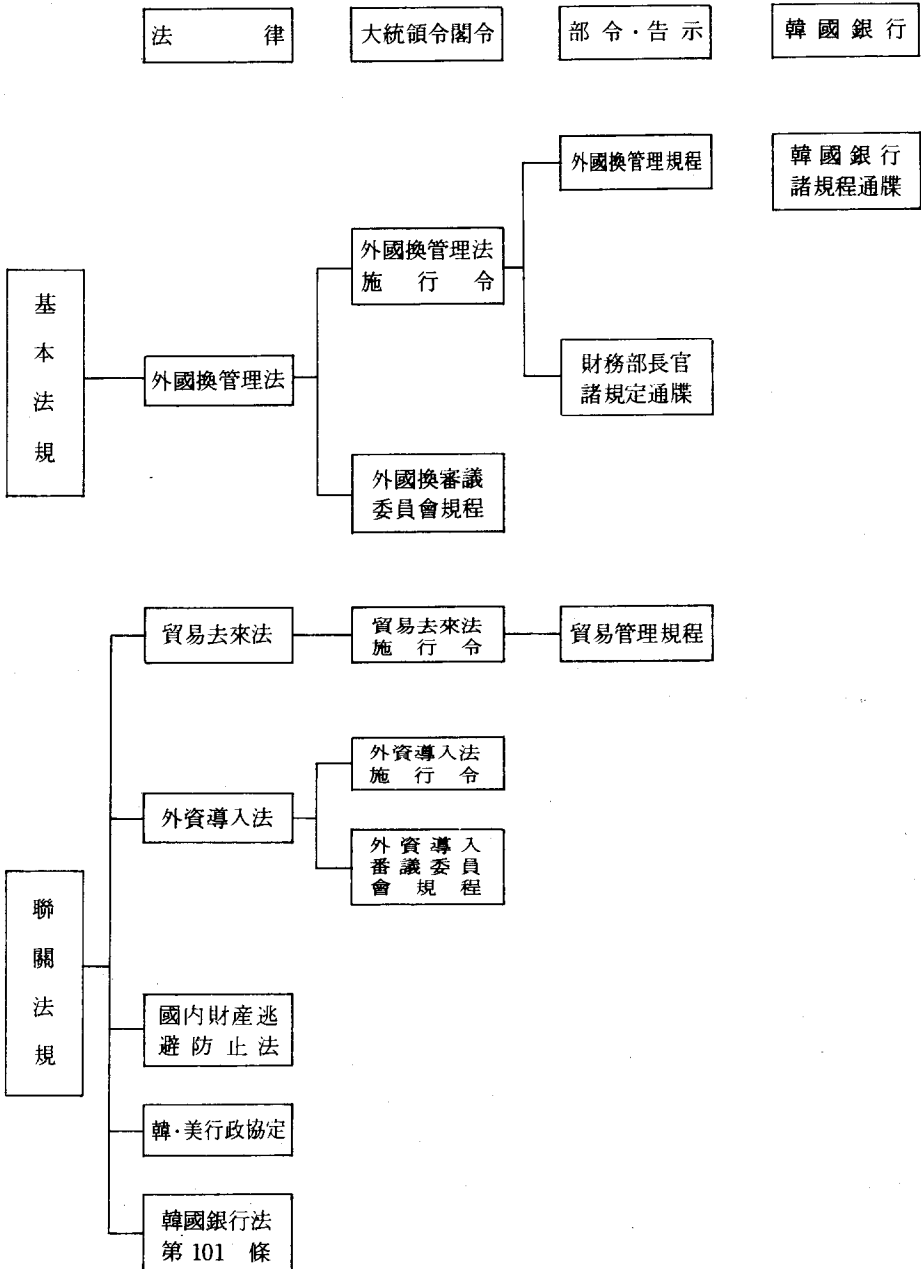 法律
大統領令閣令
部令·告示
韓國銀行
外國換管理規程
韓國銀行
諸規程通牒
外國換管理法
施行令
基本法規
外國換管理法
財務部長官
諸規定通牒
外國換審議
委員會規程
貿易去來法
貿易去來法
施行令
貿易管理規程
外資導入法
施行令
外資導入法
外資導入
審議委員
會規程
聯關法規
國内財産逃
避防止法
韓·美行政協定
韓國銀行法
第101條